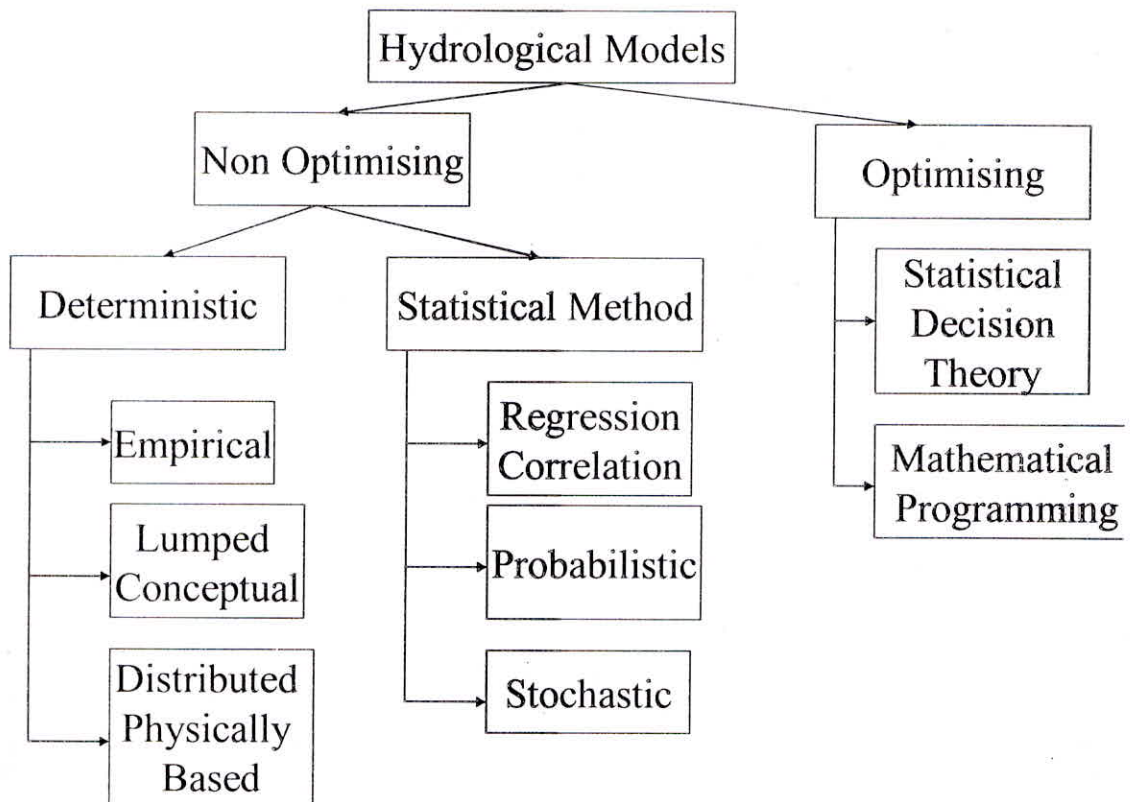 Hydrological Models
Non Optimising
Optimising
Deterministic
Statistical Method
Statistical
Decision
Theory
Empirical
Regression
Correlation
Mathematical
Programming
Lumped
Conceptual
Probabilistic
Distributed
Physically
Based
Stochastic